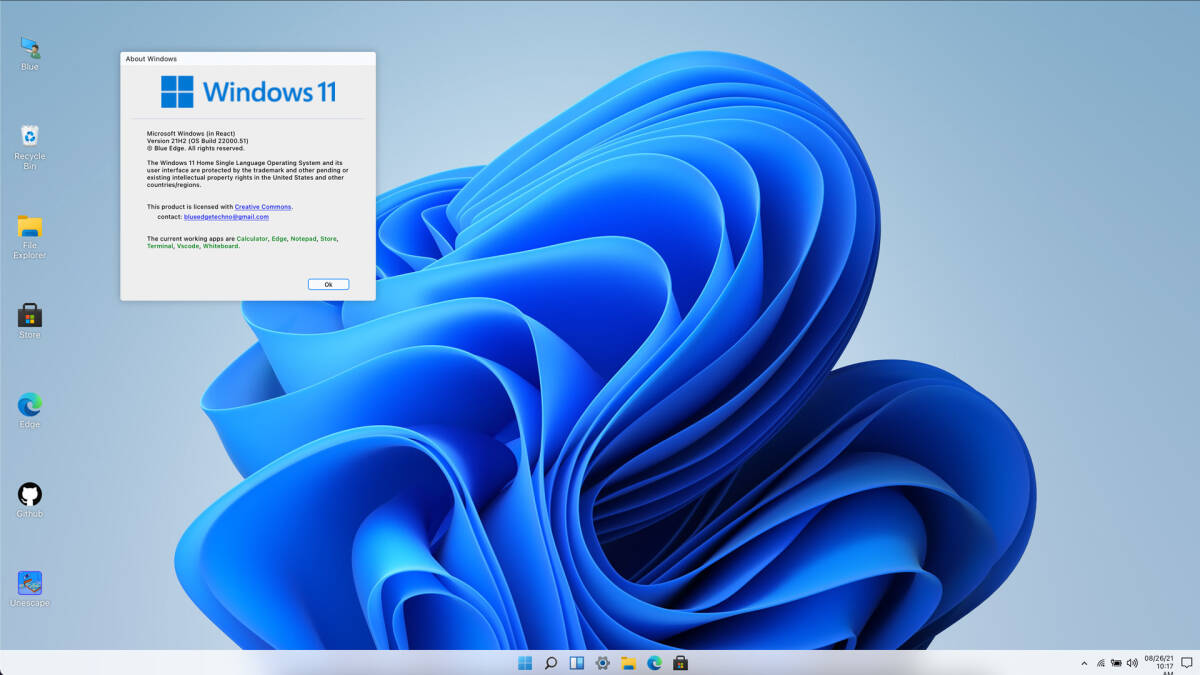 Blue
Recycle
Bin
File
Explorer
Store
Edge
Github
Unescape
About Windows
Windows 11
Microsoft Windows (in React)
Version 21H2 (OS Build 22000.51)
© Blue Edge. All rights reserved.
The Windows 11 Home Single Language Operating System and its
user interface are protected by the trademark and other pending or
existing intellectual property rights in the United States and other
countries/regions.
This product is licensed with Creative Commons.
contact: blueedgetechno@gmail.com
The current working apps are Calculator, Edge, Notepad, Store,
Terminal, Vscode, Whiteboard.
Ok
08/26/21
10:17
AM